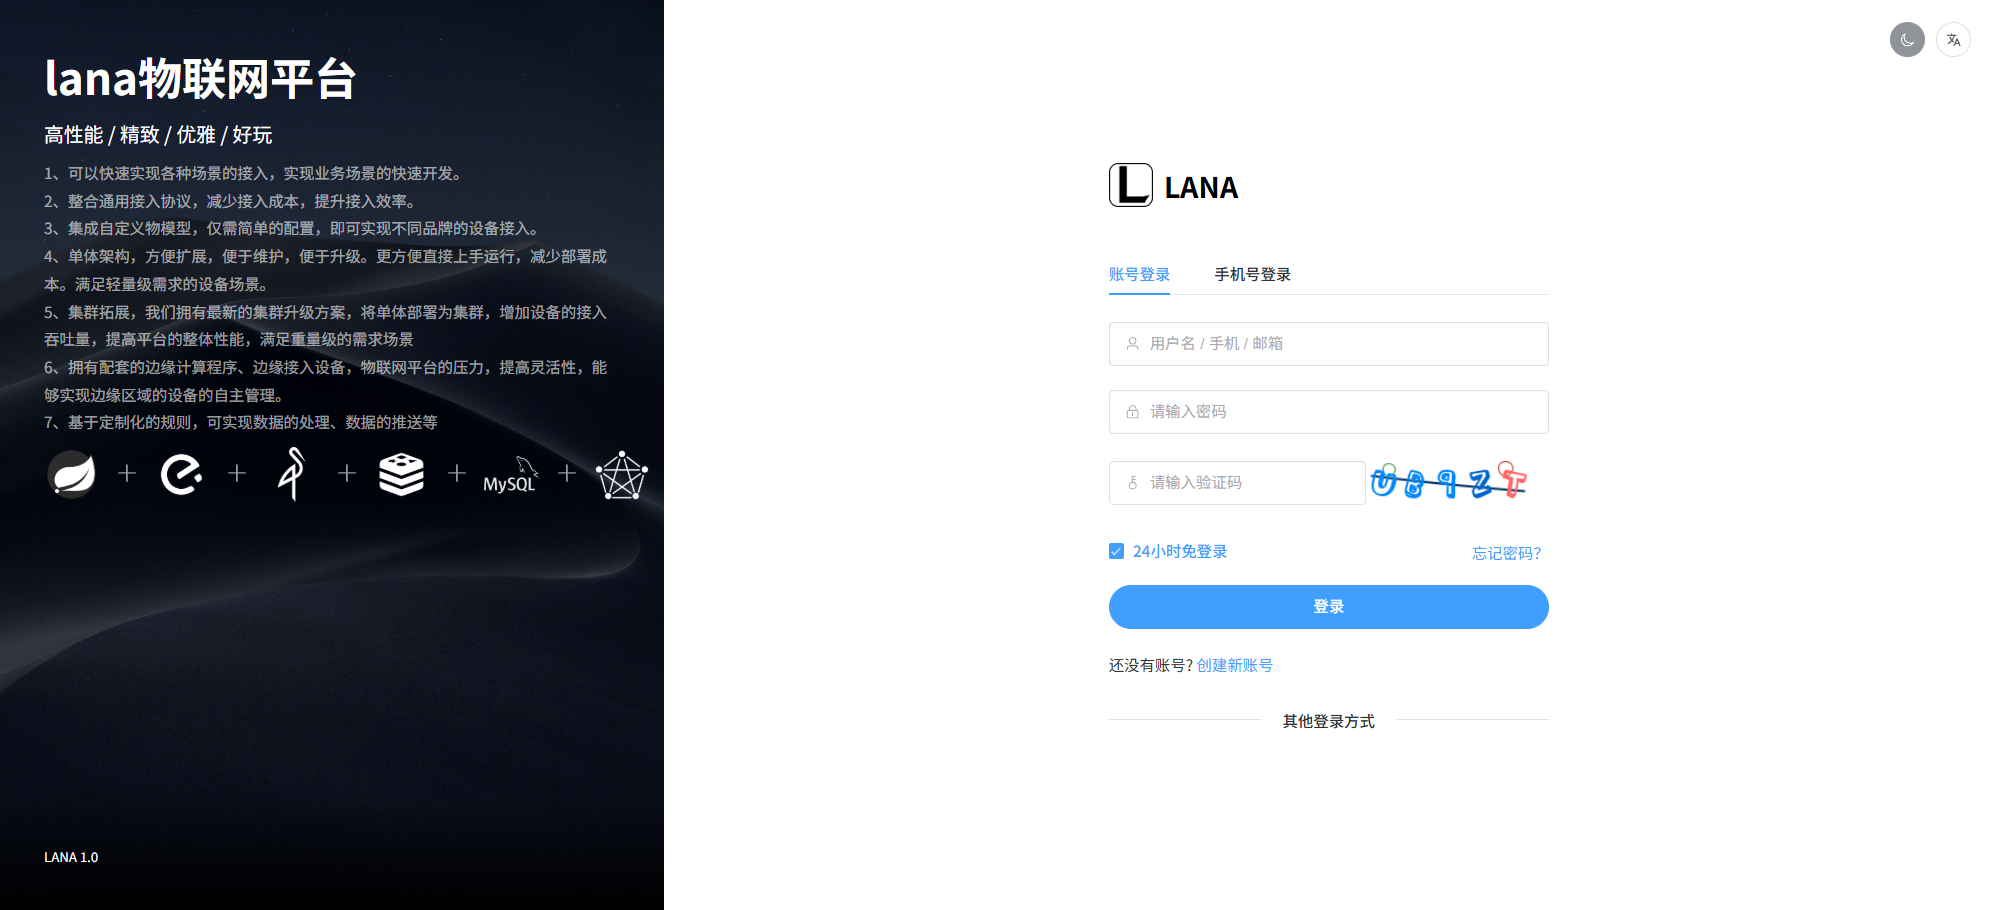 lana物联网平台
高性能 / 精致 / 优雅 / 好玩
1、可以快速实现各种场景的接入，实现业务场景的快速开发。
2、整合通用接入协议，减少接入成本，提升接入效率。
3、集成自定义物模型，仅需简单的配置，即可实现不同品牌的设备接入。
4、单体架构，方便扩展，便于维护，便于升级。更方便直接上手运行，减少部署成
本。满足轻量级需求的设备场景。
5、集群拓展，我们拥有最新的集群升级方案，将单体部署为集群，增加设备的接入
吞吐量，提高平台的整体性能，满足重量级的需求场景
6、拥有配套的边缘计算程序、边缘接入设备，物联网平台的压力，提高灵活性，能
够实现边缘区域的设备的自主管理。
7、基于定制化的规则，可实现数据的处理、数据的推送等
MySQL
LANA 1.0
L LANA
账号登录 手机号登录
用户名 / 手机 / 邮箱
请输入密码
请输入验证码 UB9ZT
24小时免登录 忘记密码?
登录
还没有账号? 创建新账号
其他登录方式